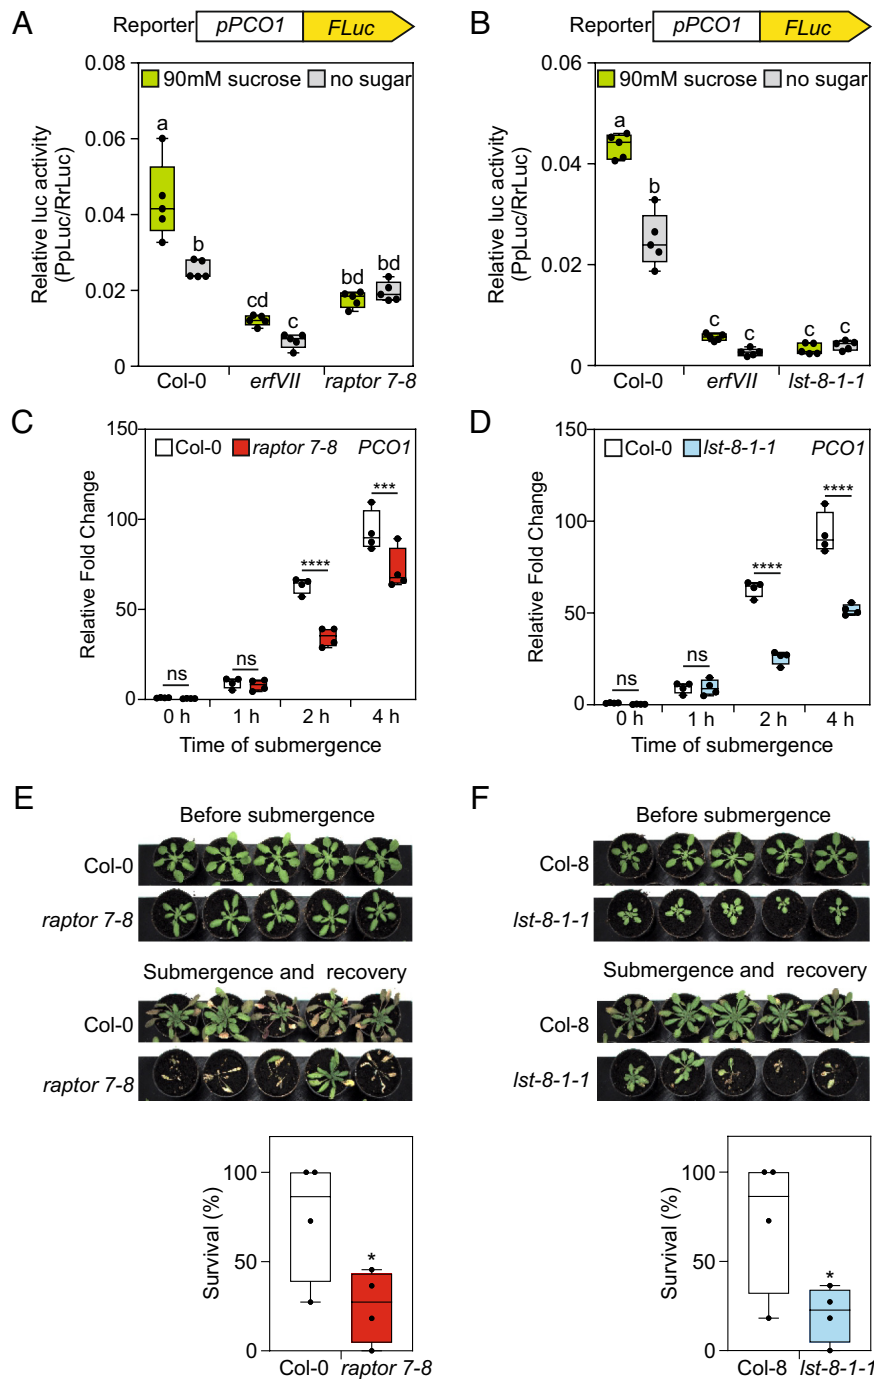 A
Reporter pPCO1 FLuc
0.08
90mM sucrose no sugar
a
0.06
Relative luc activity
(PpLuc/RrLuc)
0.04
b
bd bd
0.02
cd
c
0
Col-0 erfVII raptor 7-8
B
Reporter pPCO1 FLuc
0.06
90mM sucrose no sugar
a
Relative luc activity
(PpLuc/RrLuc)
0.04
b
0.02
c c c c
0
Col-0 erfVII lst-8-1-1
C
150
Col-0 raptor 7-8 PCO1
***
100
Relative Fold Change
****
50
ns
ns
0
0 h 1 h 2 h 4 h
Time of submergence
D
150
Col-0 lst-8-1-1 PCO1
****
100
Relative Fold Change
****
50
ns
ns
0
0 h 1 h 2 h 4 h
Time of submergence
E
Before submergence
Col-0
raptor 7-8
Submergence and recovery
Col-0
raptor 7-8
100
Survival (%)
50
*
0
Col-0 raptor 7-8
F
Before submergence
Col-8
lst-8-1-1
Submergence and recovery
Col-8
lst-8-1-1
100
Survival (%)
50
*
0
Col-8 lst-8-1-1